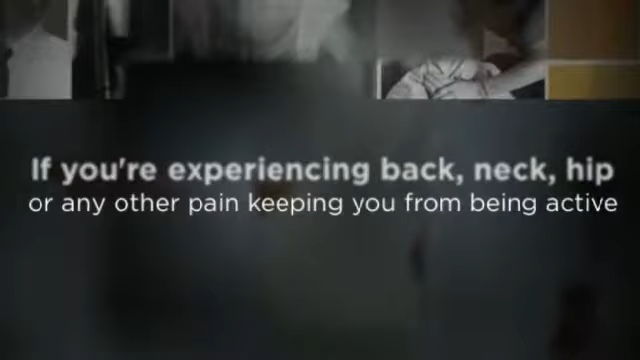 If you're experiencing back, neck, hip
or any other pain keeping you from being active